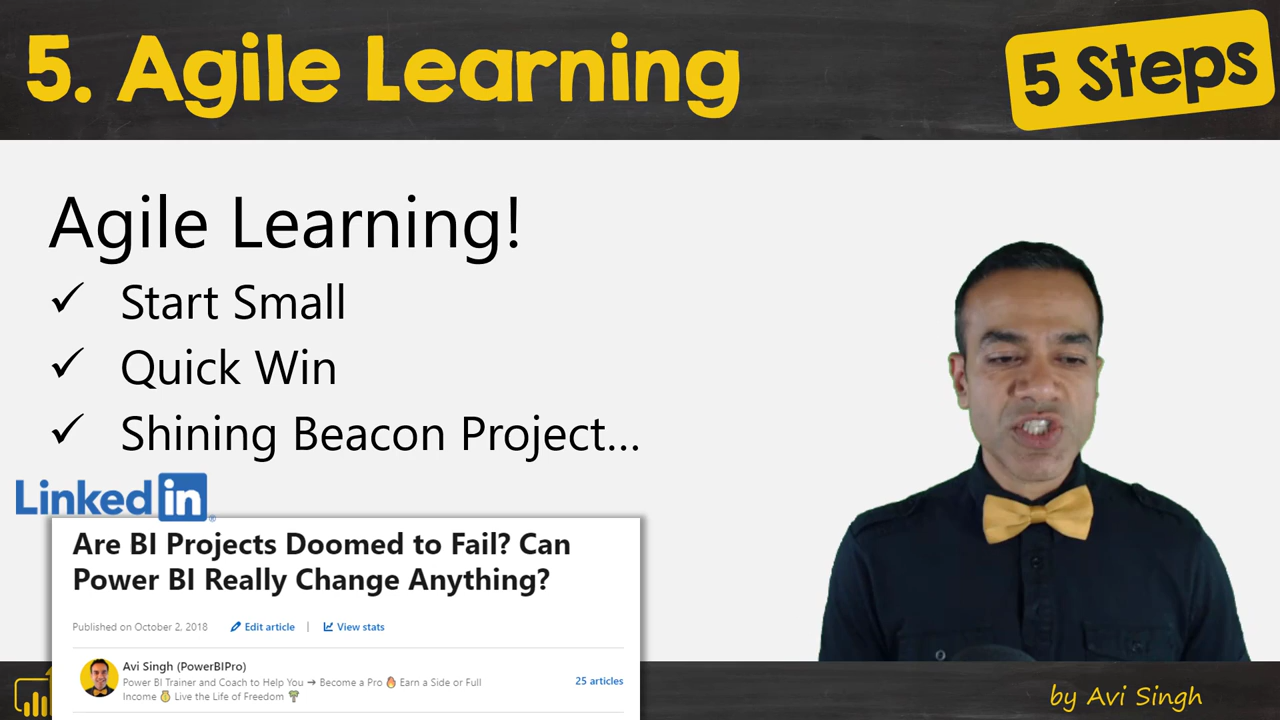 5. Agile Learning
5 Steps
Agile Learning!
✓ Start Small
✓ Quick Win
✓ Shining Beacon Project...
Linkedin®
Are BI Projects Doomed to Fail? Can
Power BI Really Change Anything?
Published on October 2, 2018 Edit article | View stats
Avi Singh (PowerBIPro)
Power BI Trainer and Coach to Help You → Become a Pro 🔥 Earn a Side or Full
Income 💰 Live the Life of Freedom 🌴
25 articles
by Avi Singh